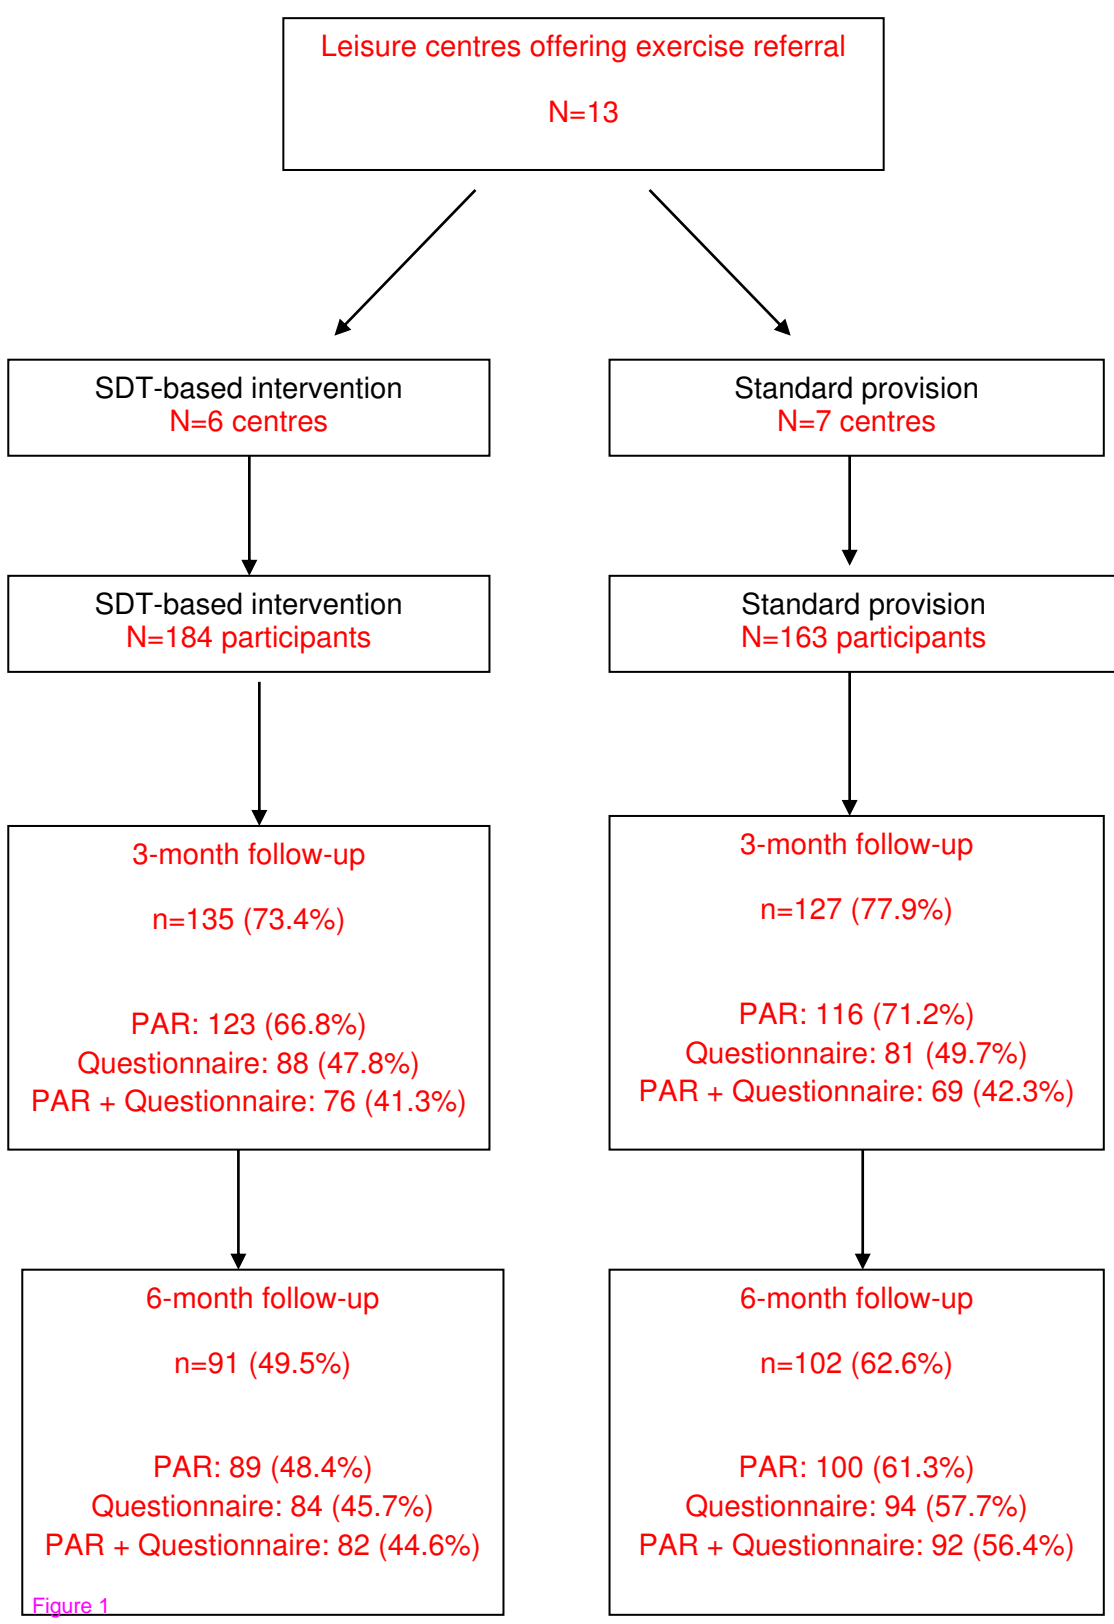 Leisure centres offering exercise referral
N=13
SDT-based intervention
N=6 centres
Standard provision
N=7 centres
SDT-based intervention
N=184 participants
Standard provision
N=163 participants
3-month follow-up
n=135 (73.4%)
PAR: 123 (66.8%)
Questionnaire: 88 (47.8%)
PAR + Questionnaire: 76 (41.3%)
3-month follow-up
n=127 (77.9%)
PAR: 116 (71.2%)
Questionnaire: 81 (49.7%)
PAR + Questionnaire: 69 (42.3%)
6-month follow-up
n=91 (49.5%)
PAR: 89 (48.4%)
Questionnaire: 84 (45.7%)
PAR + Questionnaire: 82 (44.6%)
6-month follow-up
n=102 (62.6%)
PAR: 100 (61.3%)
Questionnaire: 94 (57.7%)
PAR + Questionnaire: 92 (56.4%)
Figure 1